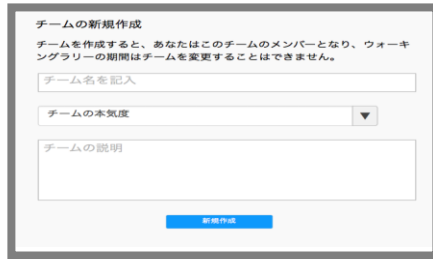 チームの新規作成
チームを作成すると、あなたはこのチームのメンバーとなり、ウォーキ
ングラリーの期間はチームを変更することはできません。
チーム名を記入
チームの本気度
チームの説明
新規作成